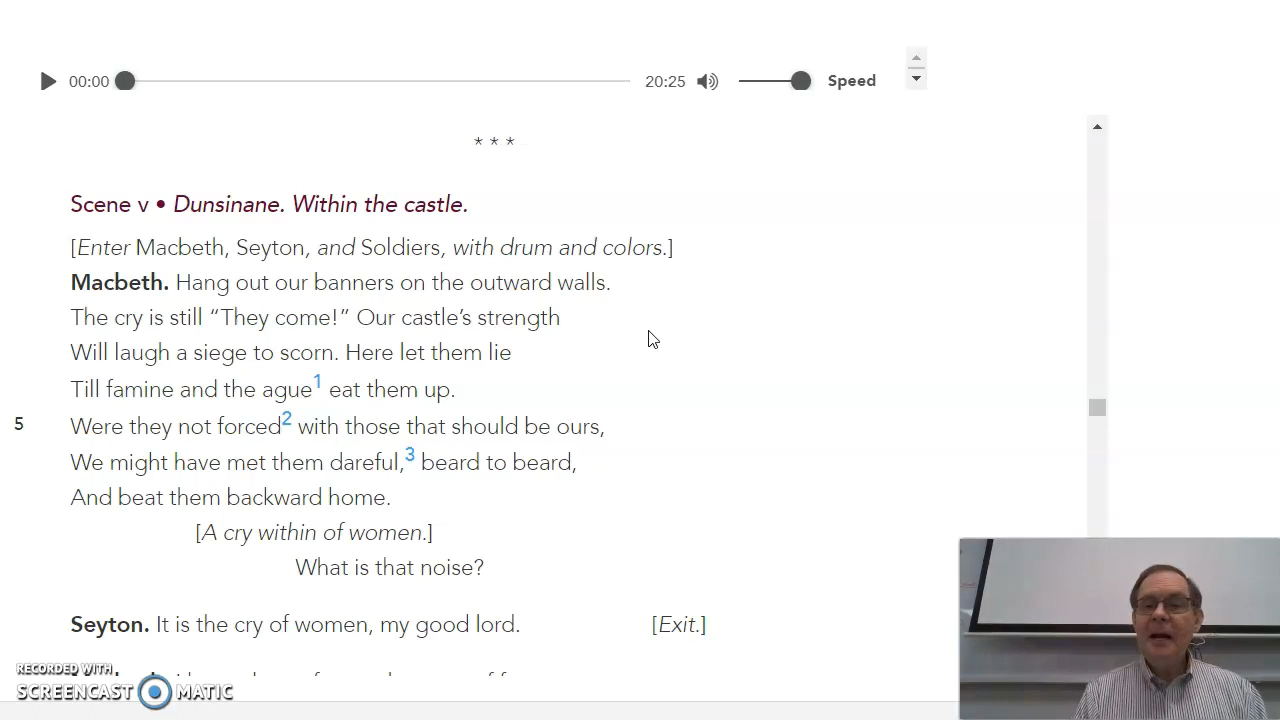 00:00 20:25 Speed
* * *
Scene v • Dunsinane. Within the castle.
[Enter Macbeth, Seyton, and Soldiers, with drum and colors.]
Macbeth. Hang out our banners on the outward walls.
The cry is still “They come!” Our castle’s strength
Will laugh a siege to scorn. Here let them lie
Till famine and the ague1 eat them up.
5 Were they not forced2 with those that should be ours,
We might have met them dareful,3 beard to beard,
And beat them backward home.
[A cry within of women.]
What is that noise?
Seyton. It is the cry of women, my good lord. [Exit.]
RECORDED WITH
SCREENCAST MATIC